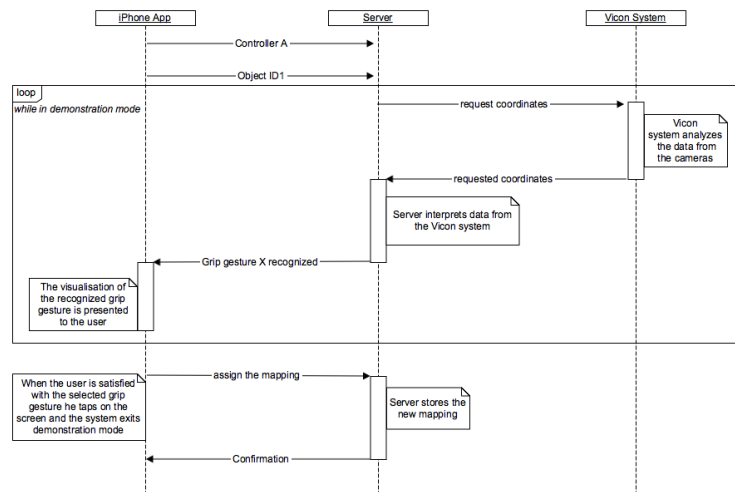 iPhone App
Server
Vicon System
Controller A
Object ID1
loop
while in demonstration mode
request coordinates
Vicon
system analyzes
the data from
the cameras
requested coordinates
Server interprets data from
the Vicon system
Grip gesture X recognized
The visualisation of
the recognized grip
gesture is presented
to the user
assign the mapping
When the user is satisfied
with the selected grip
gesture he taps on the
screen and the system exits
demonstration mode
Server stores the
new mapping
Confirmation